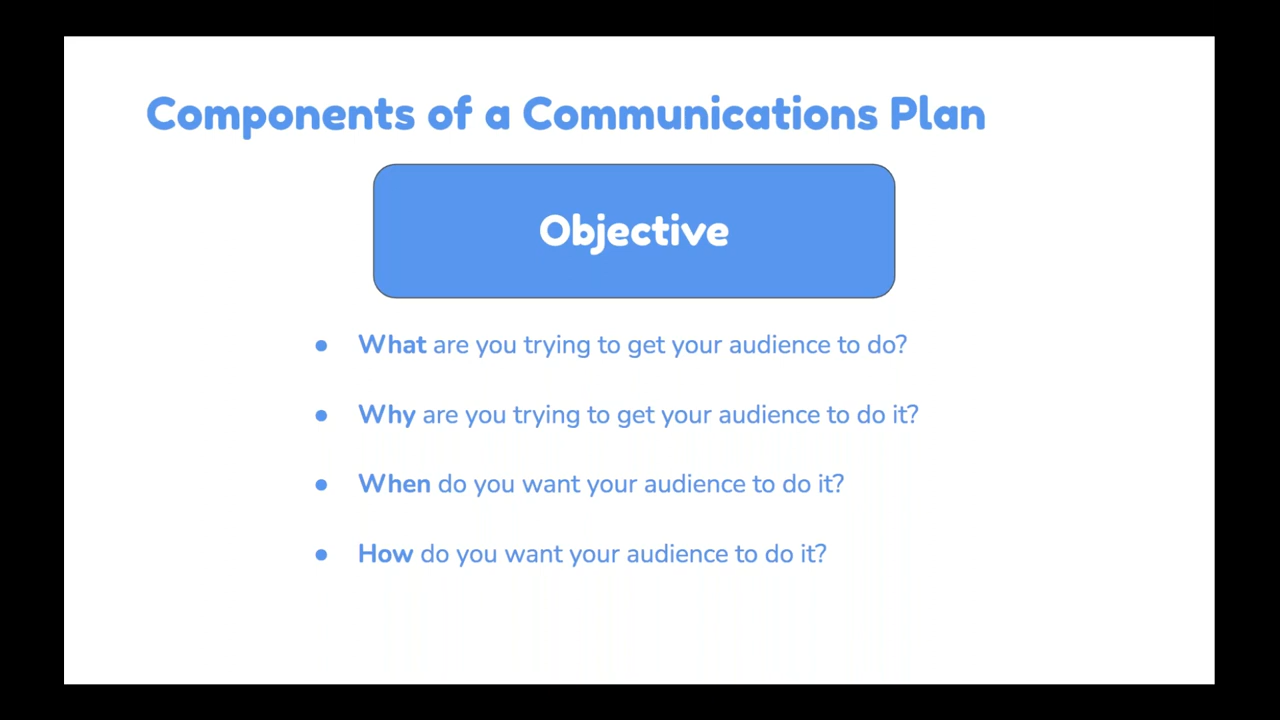 Components of a Communications Plan
Objective
● What are you trying to get your audience to do?
● Why are you trying to get your audience to do it?
● When do you want your audience to do it?
● How do you want your audience to do it?